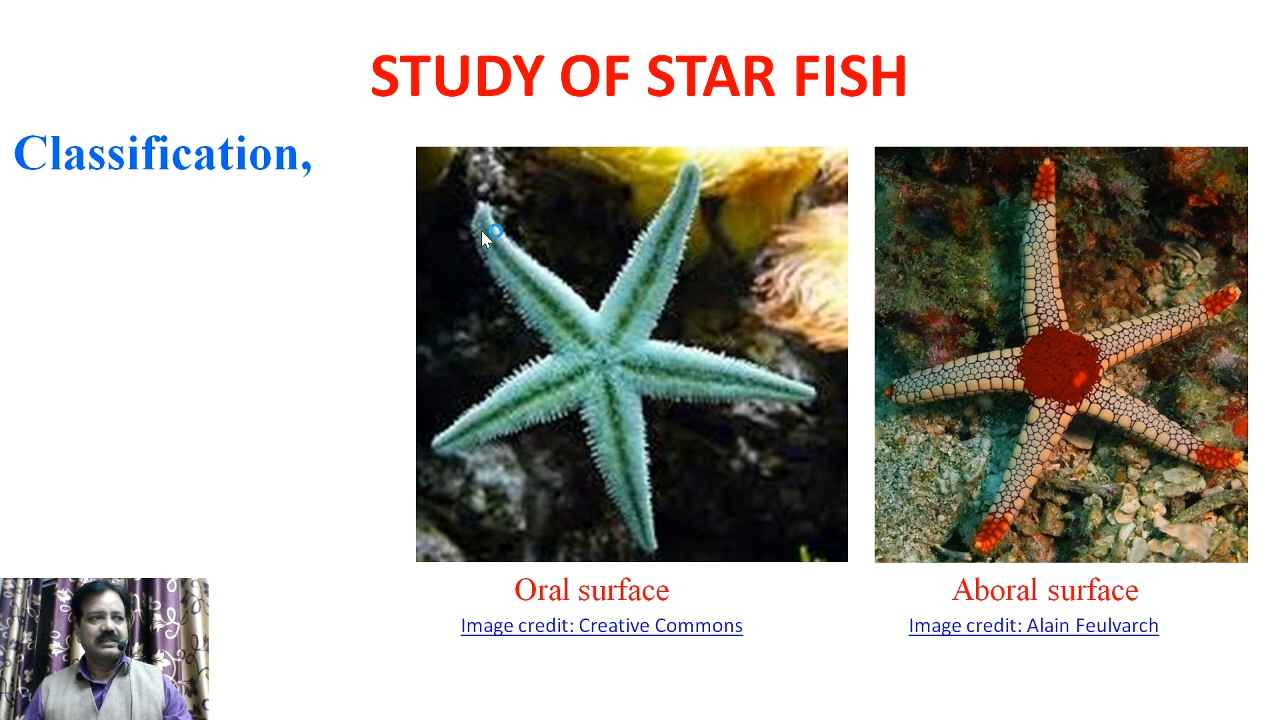 STUDY OF STAR FISH
Classification,
Oral surface
Aboral surface
Image credit: Creative Commons
Image credit: Alain Feulvarch